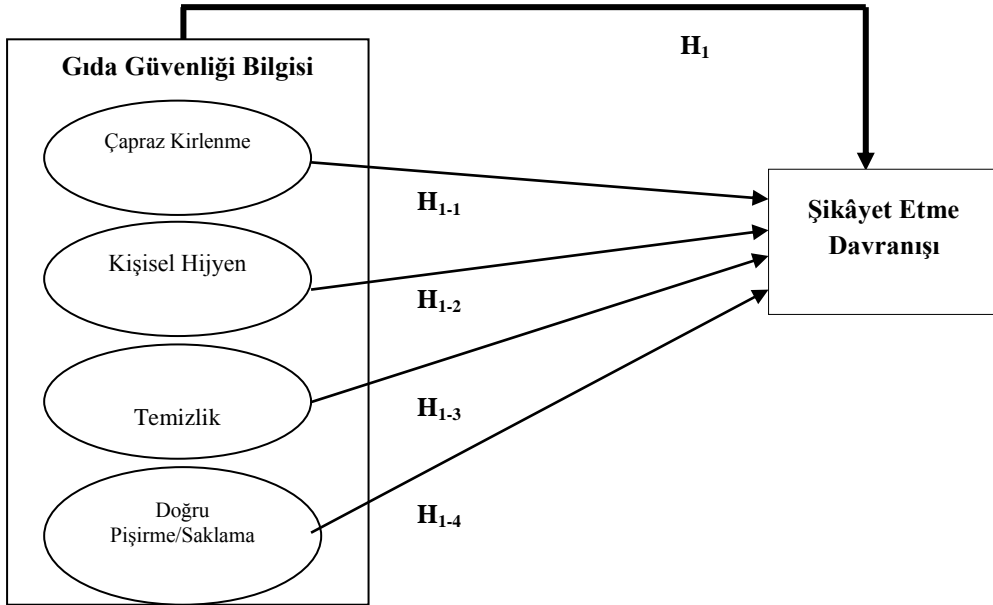 H1
Gıda Güvenliği Bilgisi
Çapraz Kirlenme
H1-1
Şikâyet Etme
Davranışı
Kişisel Hijyen
H1-2
Temizlik
H1-3
Doğru
Pişirme/Saklama
H1-4